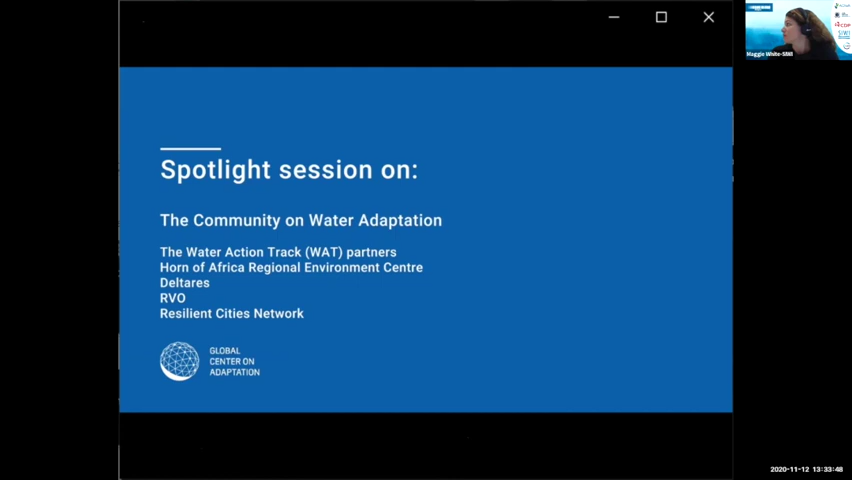 Spotlight session on:
The Community on Water Adaptation
The Water Action Track (WAT) partners
Horn of Africa Regional Environment Centre
Deltares
RVO
Resilient Cities Network
GLOBAL
CENTER ON
ADAPTATION
CDP
SIWI
Maggie White-SIWI
2020-11-12 13:33:48